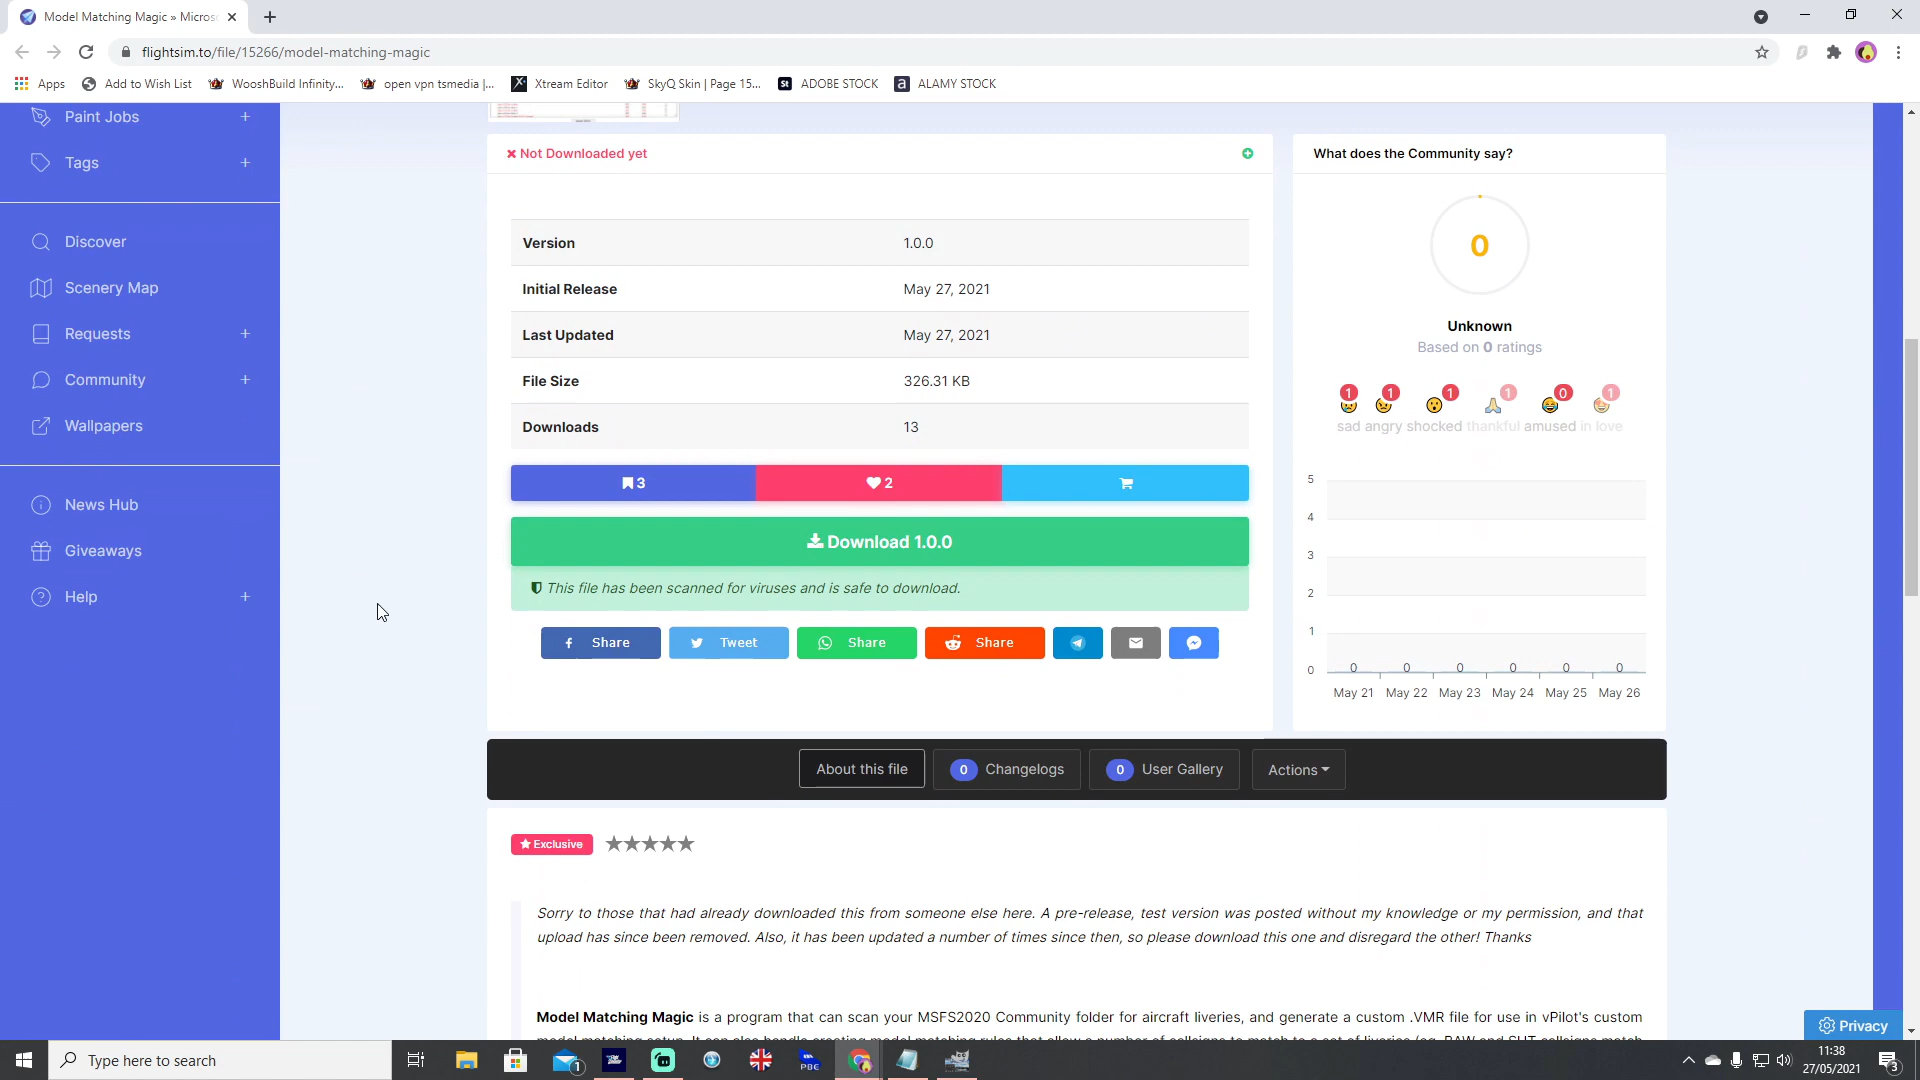 Model Matching Magic » Micros
flightsim.to/file/15266/model-matching-magic
Apps
Add to Wish List
WooshBuild Infinity...
open vpn tsmedia |...
Xtream Editor
SkyQ Skin | Page 15...
St
ADOBE STOCK
a
ALAMY STOCK
Paint Jobs +
Tags +
Discover
Scenery Map
Requests +
Community +
Wallpapers
News Hub
Giveaways
Help +
Not Downloaded yet
Version 1.0.0
Initial Release May 27, 2021
Last Updated May 27, 2021
File Size 326.31 KB
Downloads 13
3
2
Download 1.0.0
This file has been scanned for viruses and is safe to download.
Share
Tweet
Share
Share
What does the Community say?
0
Unknown
Based on 0 ratings
1 1 1 1 0 1
sad angry shocked thankful amused in love
5
4
3
2
1
0
0 0 0 0 0 0
May 21 May 22 May 23 May 24 May 25 May 26
About this file
0 Changelogs
0 User Gallery
Actions
Exclusive
Sorry to those that had already downloaded this from someone else here. A pre-release, test version was posted without my knowledge or my permission, and that
upload has since been removed. Also, it has been updated a number of times since then, so please download this one and disregard the other! Thanks
Model Matching Magic is a program that can scan your MSFS2020 Community folder for aircraft liveries, and generate a custom .VMR file for use in vPilot's custom
Privacy
Type here to search
1
PBE
11:38
27/05/2021
3